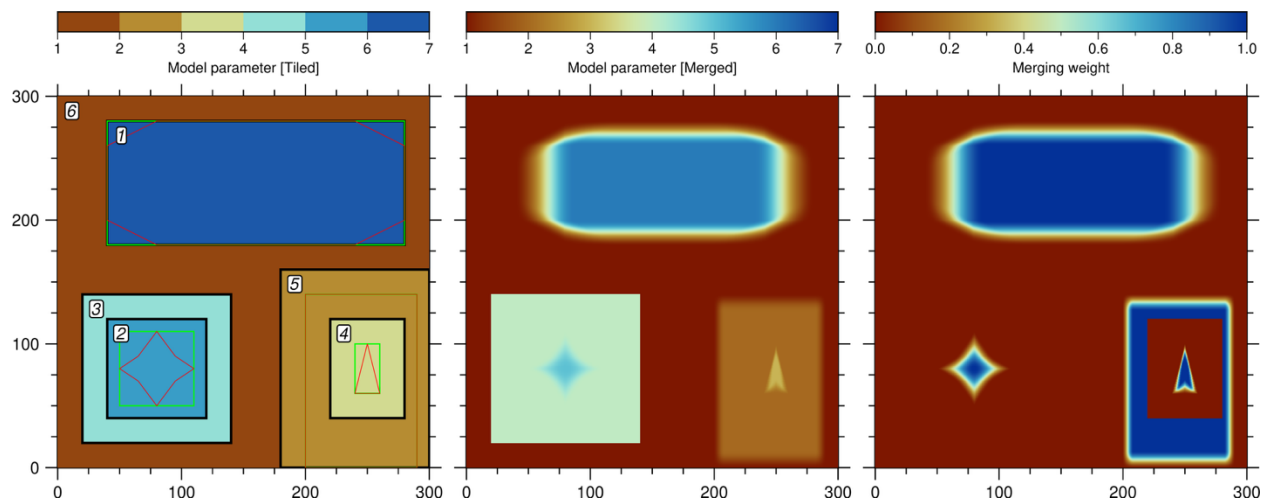 1 2 3 4 5 6 7
Model parameter [Tiled]
1 2 3 4 5 6 7
Model parameter [Merged]
0.0 0.2 0.4 0.6 0.8 1.0
Merging weight
300
200
100
0
6
1
5
3
2
4
0 100 200 300
0 100 200 300
0 100 200 300